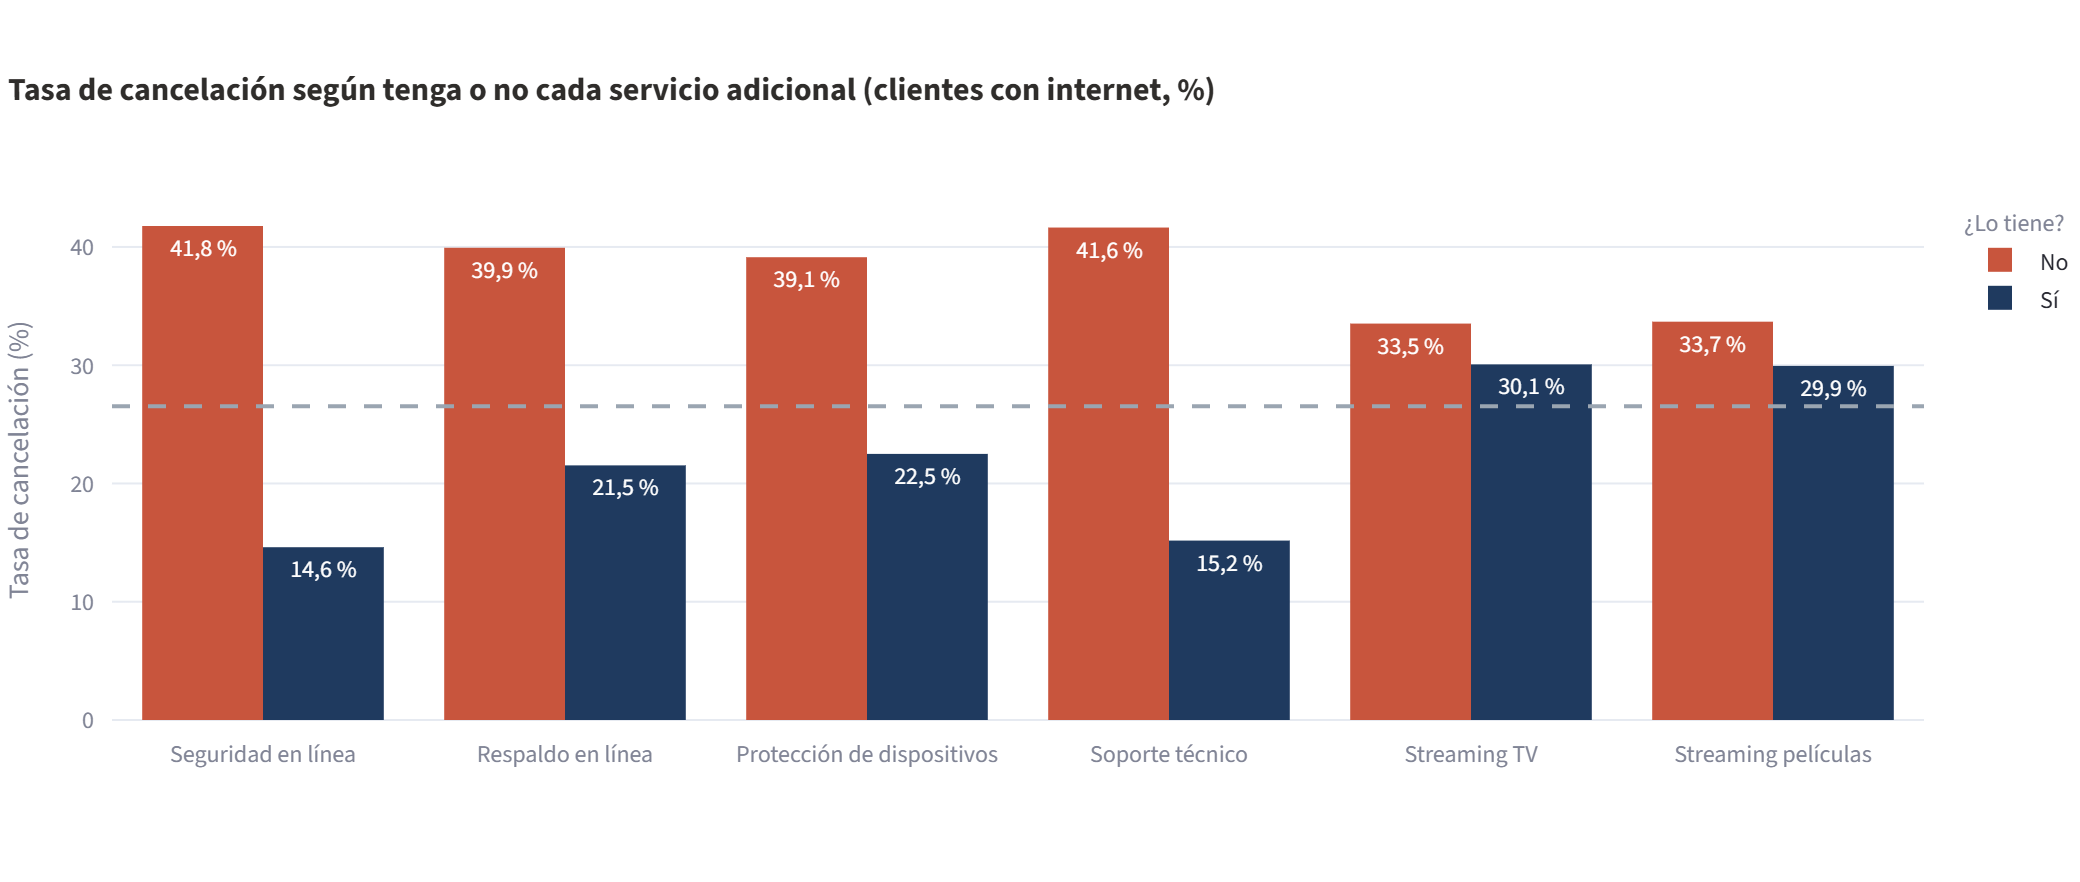 Tasa de cancelación según tenga o no cada servicio adicional (clientes con internet, %)
¿Lo tiene?
No
Sí
Tasa de cancelación (%)
40
30
20
10
0
41,8 %
14,6 %
39,9 %
21,5 %
39,1 %
22,5 %
41,6 %
15,2 %
33,5 %
30,1 %
33,7 %
29,9 %
Seguridad en línea
Respaldo en línea
Protección de dispositivos
Soporte técnico
Streaming TV
Streaming películas